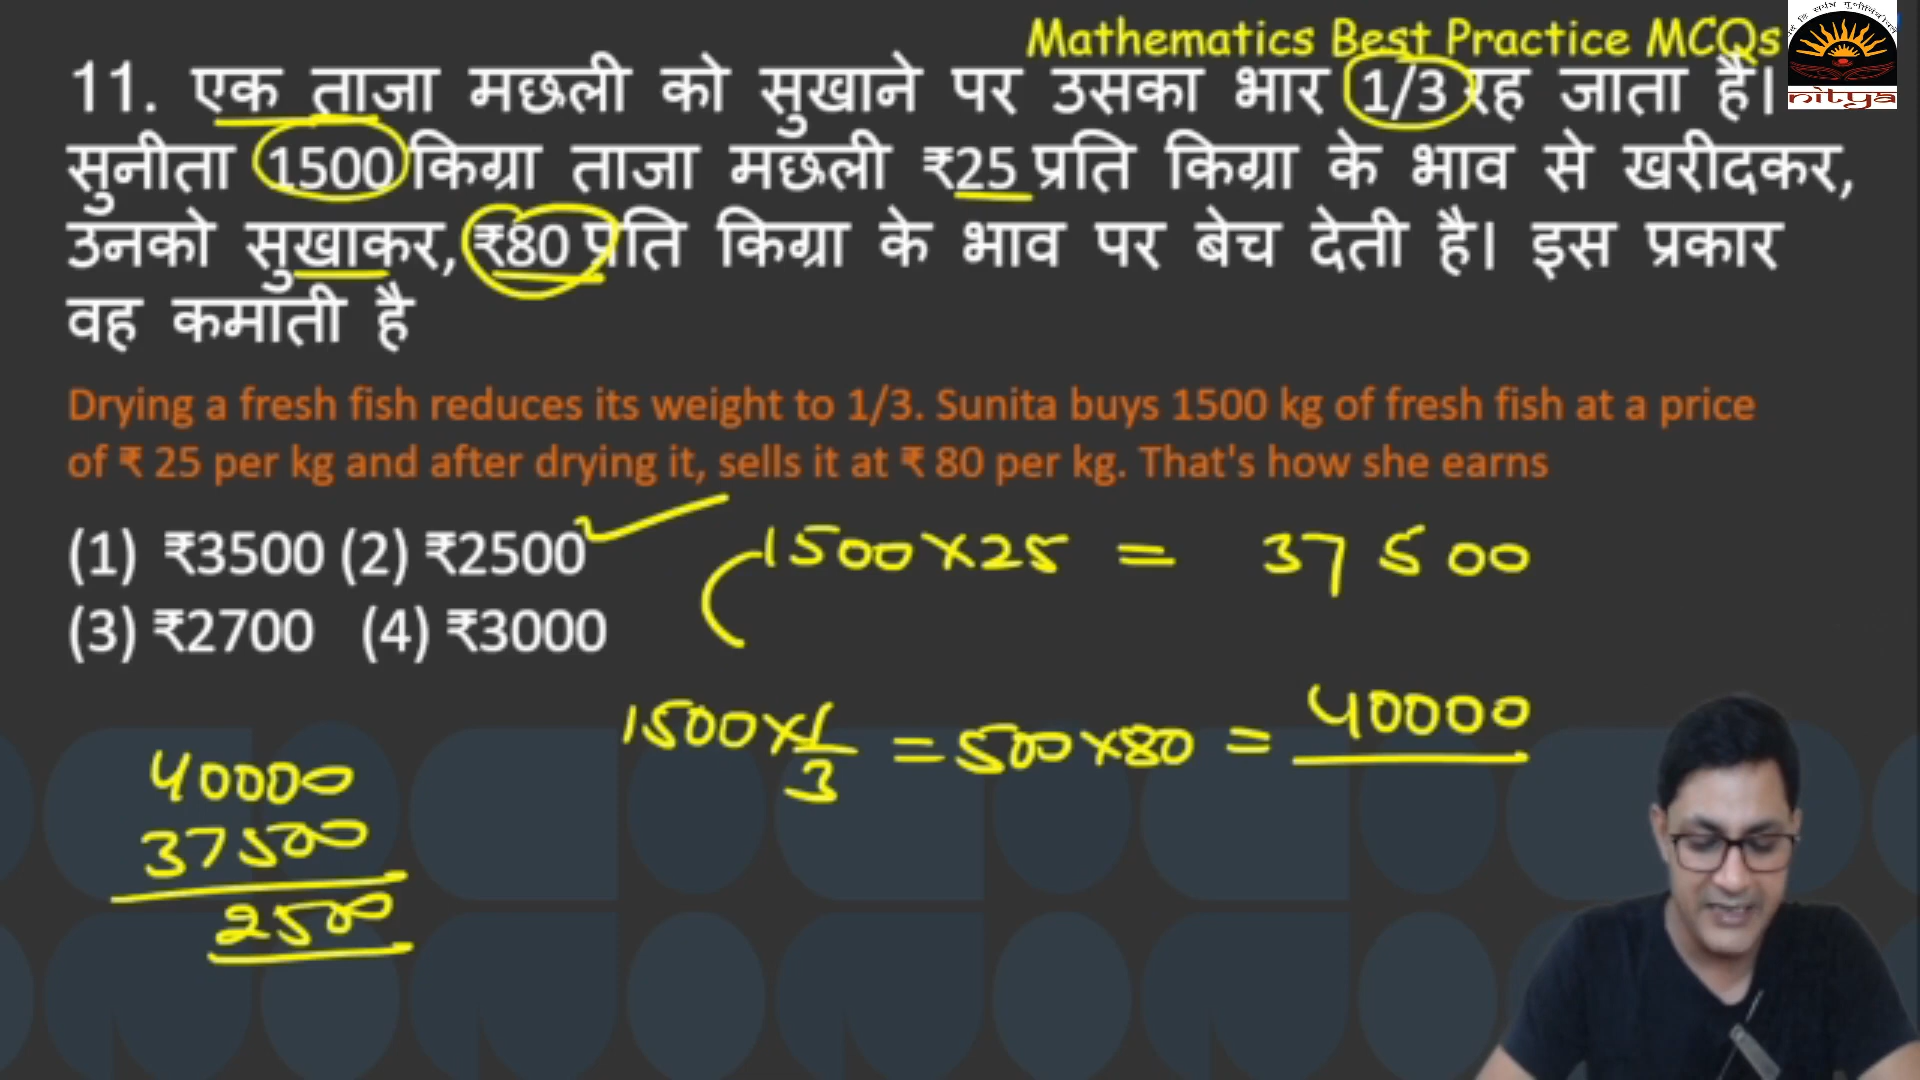 Mathematics Best Practice MCQs
nitya
11. एक ताजा मछली को सुखाने पर उसका भार 1/3 रह जाता है।
सुनीता 1500 किग्रा ताजा मछली ₹25 प्रति किग्रा के भाव से खरीदकर,
उनको सुखाकर, ₹80 प्रति किग्रा के भाव पर बेच देती है। इस प्रकार
वह कमाती है
Drying a fresh fish reduces its weight to 1/3. Sunita buys 1500 kg of fresh fish at a price
of ₹ 25 per kg and after drying it, sells it at ₹ 80 per kg. That's how she earns
(1) ₹3500 (2) ₹2500
(3) ₹2700 (4) ₹3000
1500×25 = 37500
1500×1/3 = 500×80 = 40000
40000
37500
2500